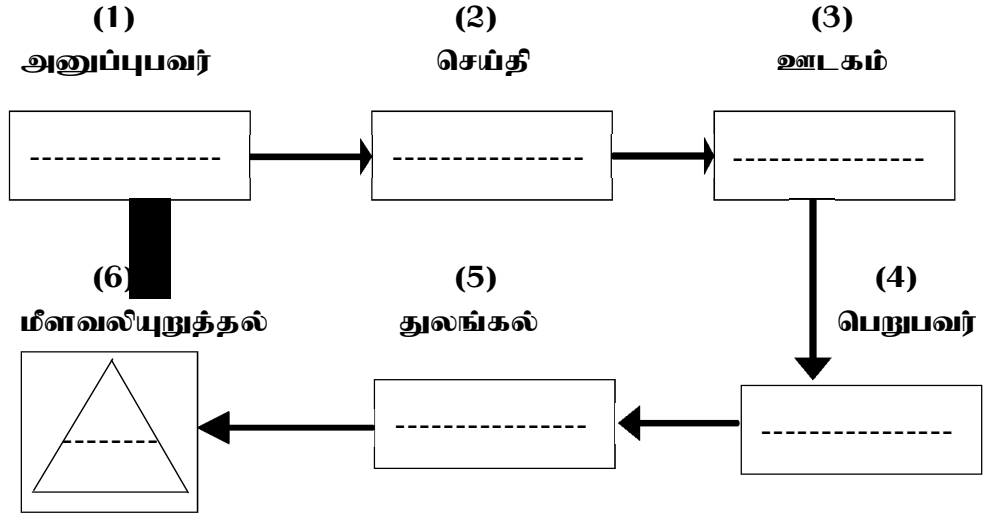 (1)
அனுப்புபவர்
(2)
செய்தி
(3)
ஊடகம்
(4)
பெறுபவர்
(5)
துலங்கல்
(6)
மீளவலியுறுத்தல்